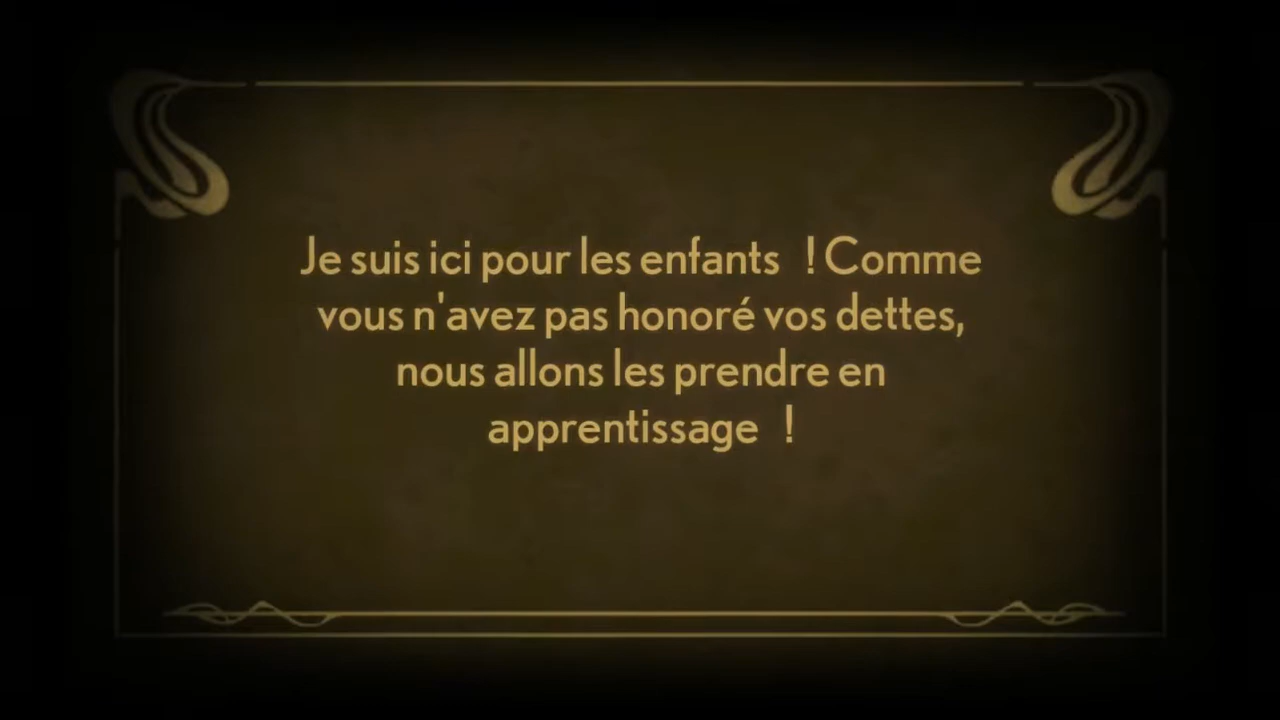 Je suis ici pour les enfants  ! Comme
vous n'avez pas honoré vos dettes,
nous allons les prendre en
apprentissage  !